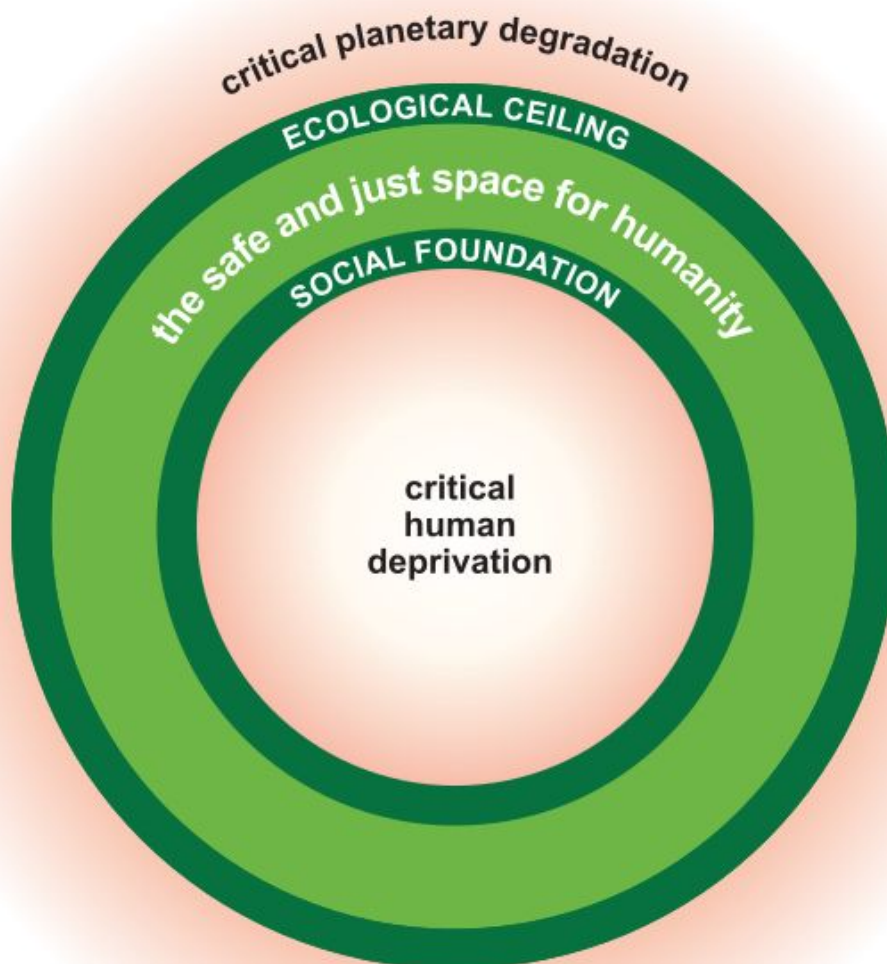 critical planetary degradation
ECOLOGICAL CEILING
the safe and just space for humanity
SOCIAL FOUNDATION
critical
human
deprivation